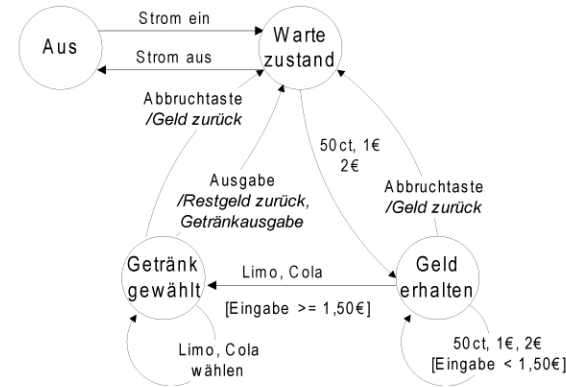 Strom ein
Aus
Warte
zustand
Strom aus
Abbruchtaste
/Geld zurück
50ct, 1€
2€
Ausgabe
/Restgeld zurück,
Getränkausgabe
Abbruchtaste
/Geld zurück
Getränk
gewählt
Limo, Cola
[Eingabe >= 1,50€]
Geld
erhalten
Limo, Cola
wählen
50ct, 1€, 2€
[Eingabe < 1,50€]